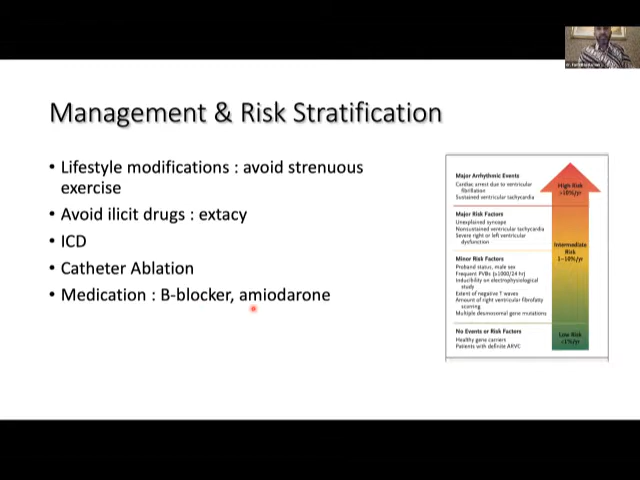 Management & Risk Stratification
• Lifestyle modifications : avoid strenuous
exercise
• Avoid ilicit drugs : extacy
• ICD
• Catheter Ablation
• Medication : B-blocker, amiodarone
Major Arrhythmic Events
Cardiac arrest due to ventricular
fibrillation
Sustained ventricular tachycardia
Major Risk Factors
Unexplained syncope
Nonsustained ventricular tachycardia
Severe right or left ventricular
dysfunction
Minor Risk Factors
Proband status, male sex
Frequent PVBs (≥1000/24 hr)
Inducibility on electrophysiological
study
Extent of negative T waves
Amount of right ventricular fibrofatty
scarring
Multiple desmosomal gene mutations
No Events or Risk Factors
Healthy gene carriers
Patients with definite ARVC
High Risk
>10%/yr
Intermediate
Risk
1–10%/yr
Low Risk
<1%/yr